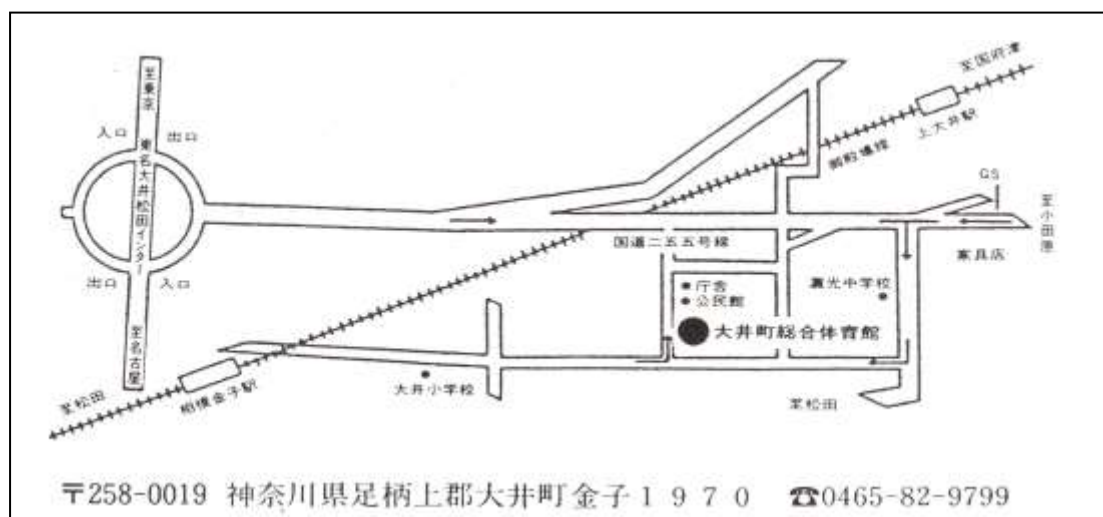 至東京
東名大井松田インター
至名古屋
入口
出口
出口
入口
至国府津
上大井駅
御殿場線
GS
至小田原
家具店
国道二五五号線
庁舎
公民館
大井町総合体育館
光中学校
大井小学校
相模金子駅
至松田
至松田
〒258-0019 神奈川県足柄上郡大井町金子1970 ☎0465-82-9799